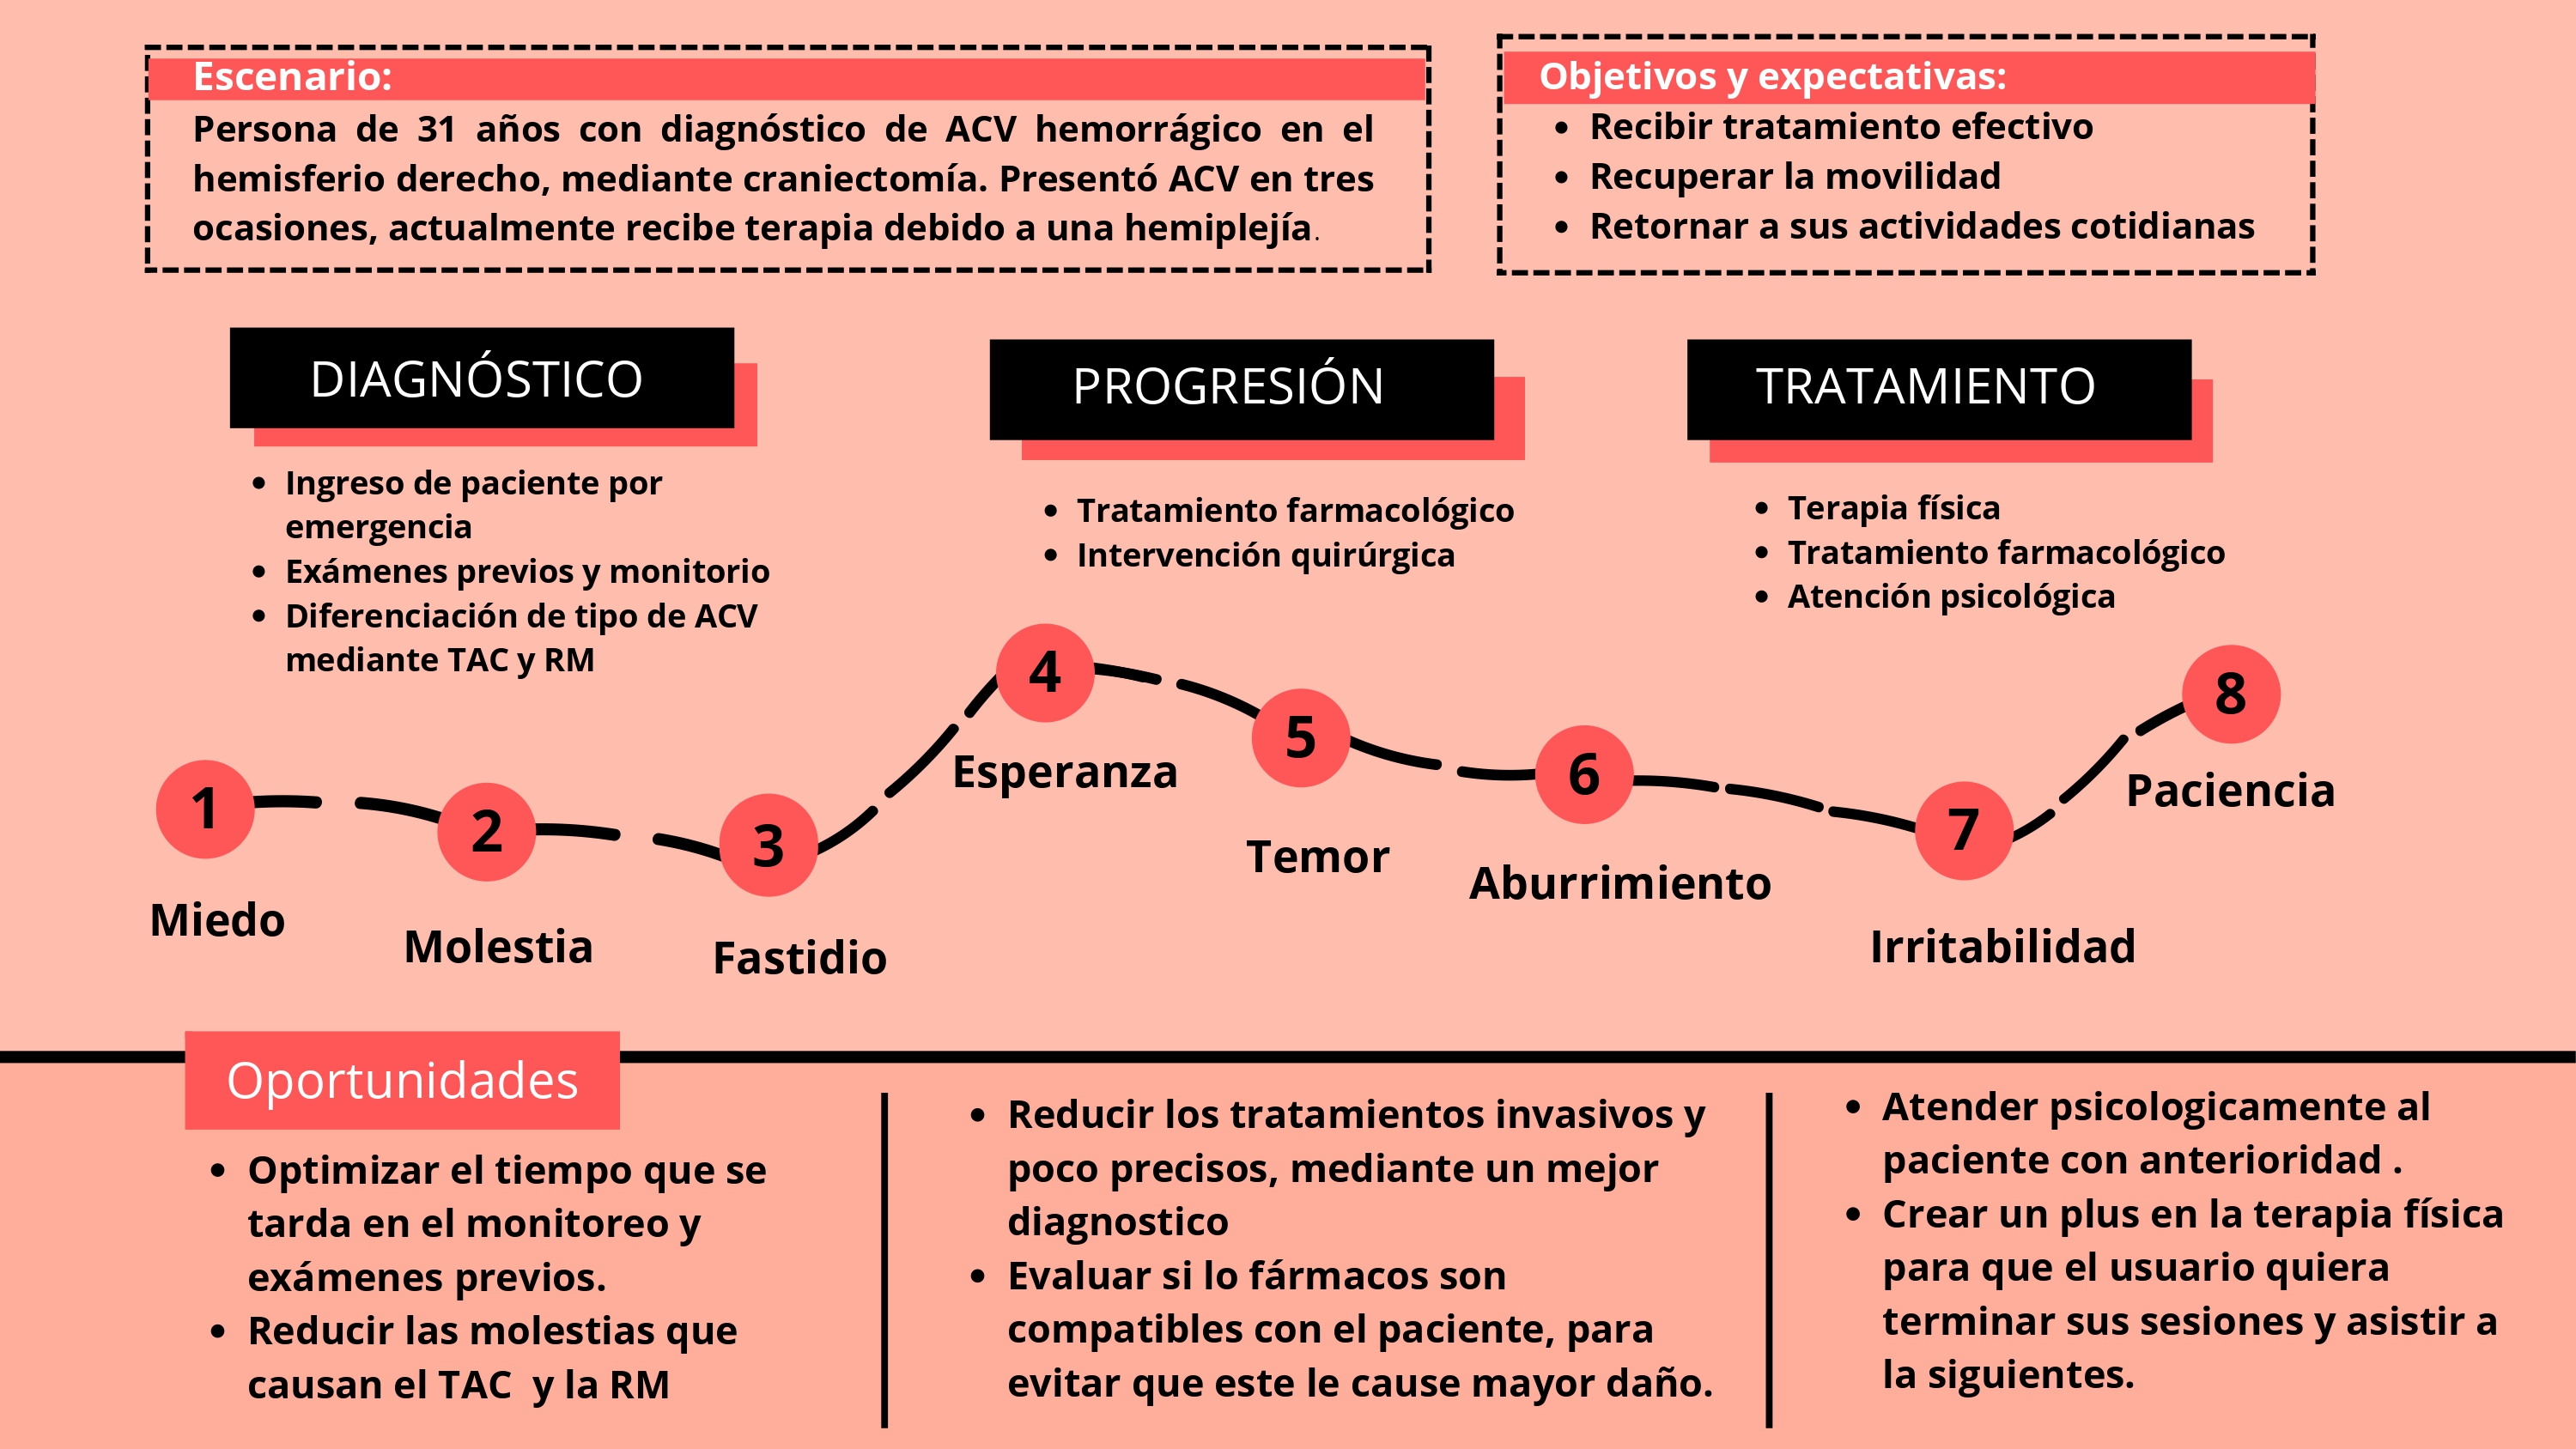 Escenario:
Persona de 31 años con diagnóstico de ACV hemorrágico en el
hemisferio derecho, mediante craniectomía. Presentó ACV en tres
ocasiones, actualmente recibe terapia debido a una hemiplejía.
Objetivos y expectativas:
• Recibir tratamiento efectivo
• Recuperar la movilidad
• Retornar a sus actividades cotidianas
DIAGNÓSTICO
• Ingreso de paciente por
emergencia
• Exámenes previos y monitorio
• Diferenciación de tipo de ACV
mediante TAC y RM
PROGRESIÓN
• Tratamiento farmacológico
• Intervención quirúrgica
TRATAMIENTO
• Terapia física
• Tratamiento farmacológico
• Atención psicológica
1
Miedo
2
Molestia
3
Fastidio
4
Esperanza
5
Temor
6
Aburrimiento
7
Irritabilidad
8
Paciencia
Oportunidades
• Optimizar el tiempo que se
tarda en el monitoreo y
exámenes previos.
• Reducir las molestias que
causan el TAC y la RM
• Reducir los tratamientos invasivos y
poco precisos, mediante un mejor
diagnostico
• Evaluar si lo fármacos son
compatibles con el paciente, para
evitar que este le cause mayor daño.
• Atender psicologicamente al
paciente con anterioridad .
• Crear un plus en la terapia física
para que el usuario quiera
terminar sus sesiones y asistir a
la siguientes.